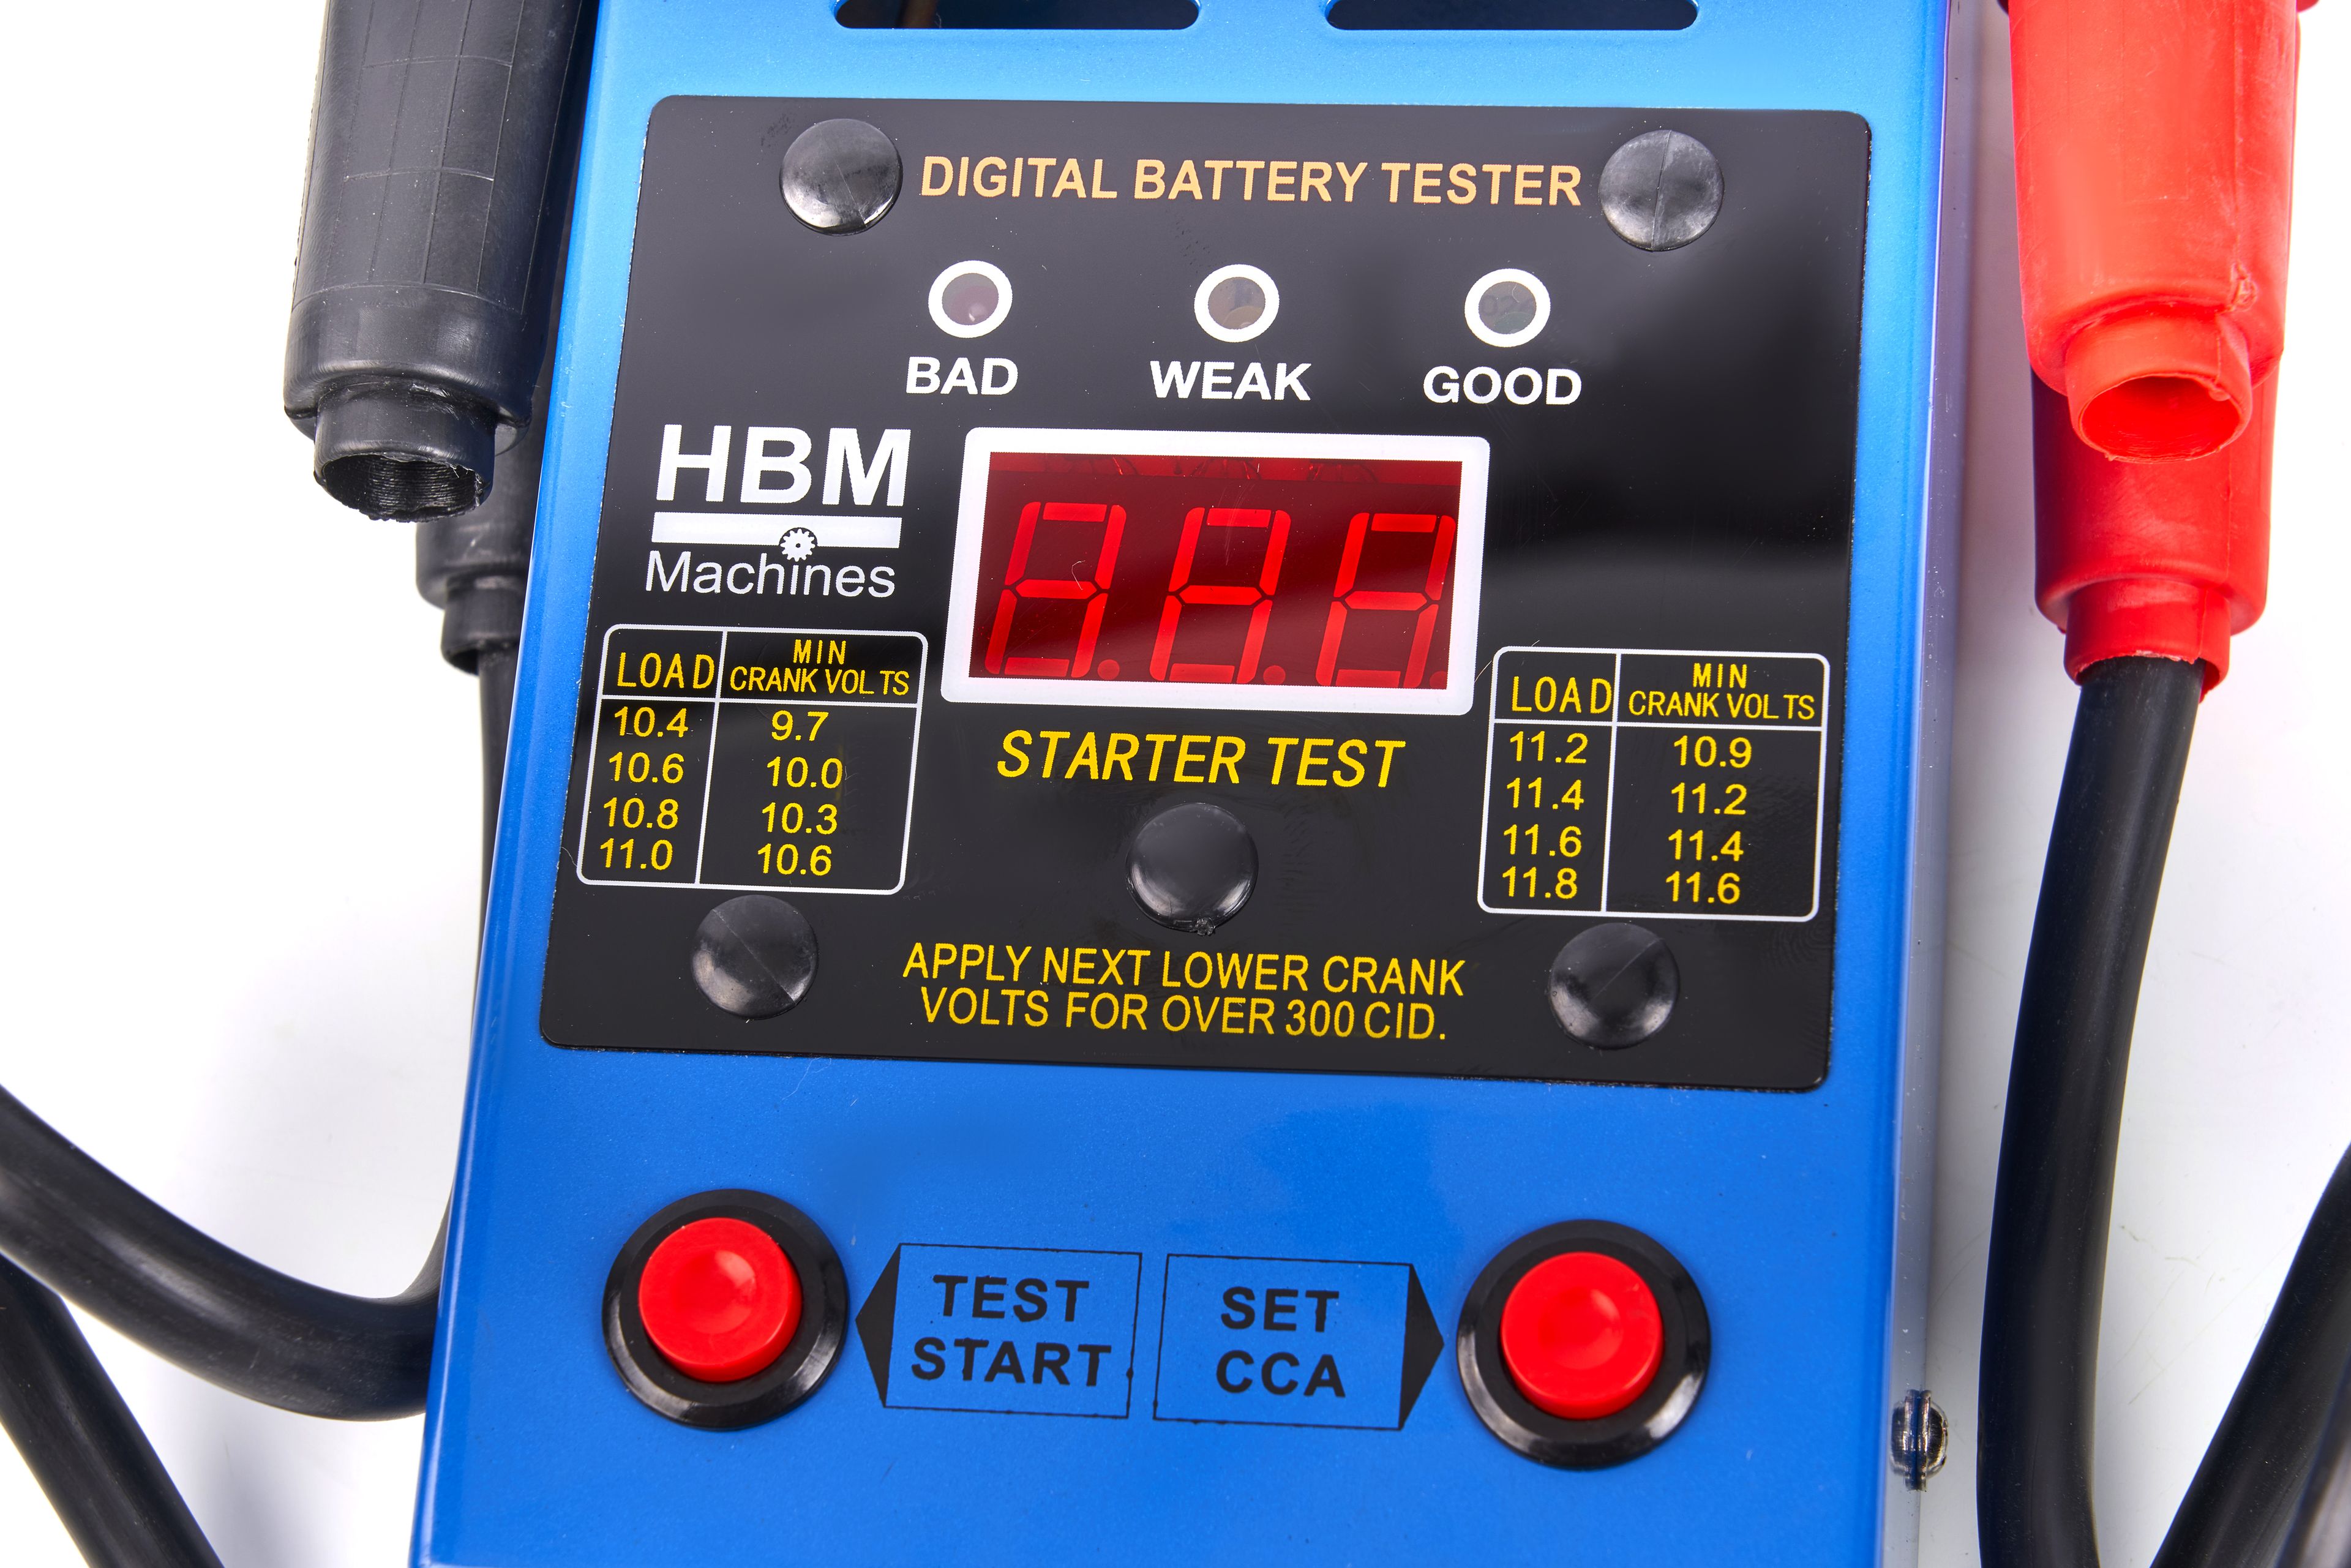 DIGITAL BATTERY TESTER
BAD WEAK GOOD
HBM
Machines
LOAD MIN CRANK VOLTS
10.4 9.7
10.6 10.0
10.8 10.3
11.0 10.6
STARTER TEST
LOAD MIN CRANK VOLTS
11.2 10.9
11.4 11.2
11.6 11.4
11.8 11.6
APPLY NEXT LOWER CRANK
VOLTS FOR OVER 300 CID.
TEST
START
SET
CCA